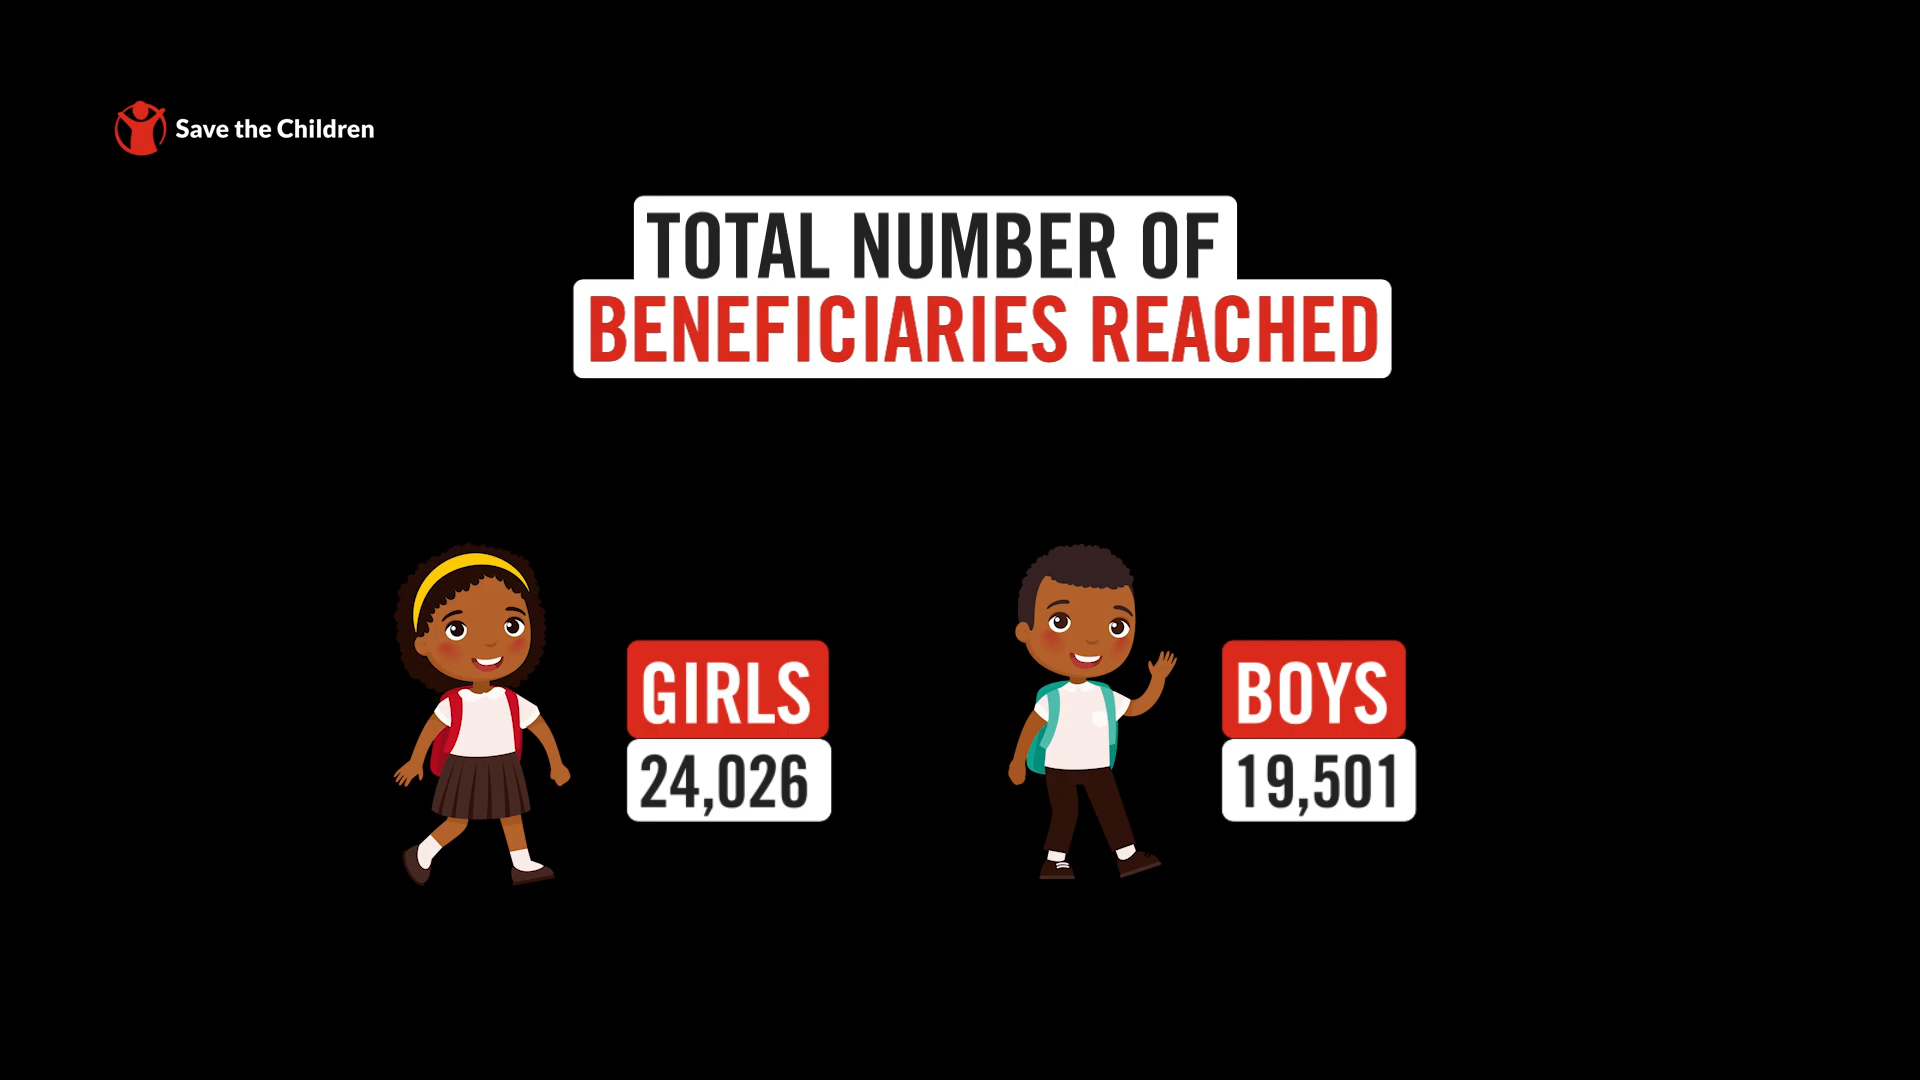 Save the Children
TOTAL NUMBER OF
BENEFICIARIES REACHED
GIRLS
24,026
BOYS
19,501